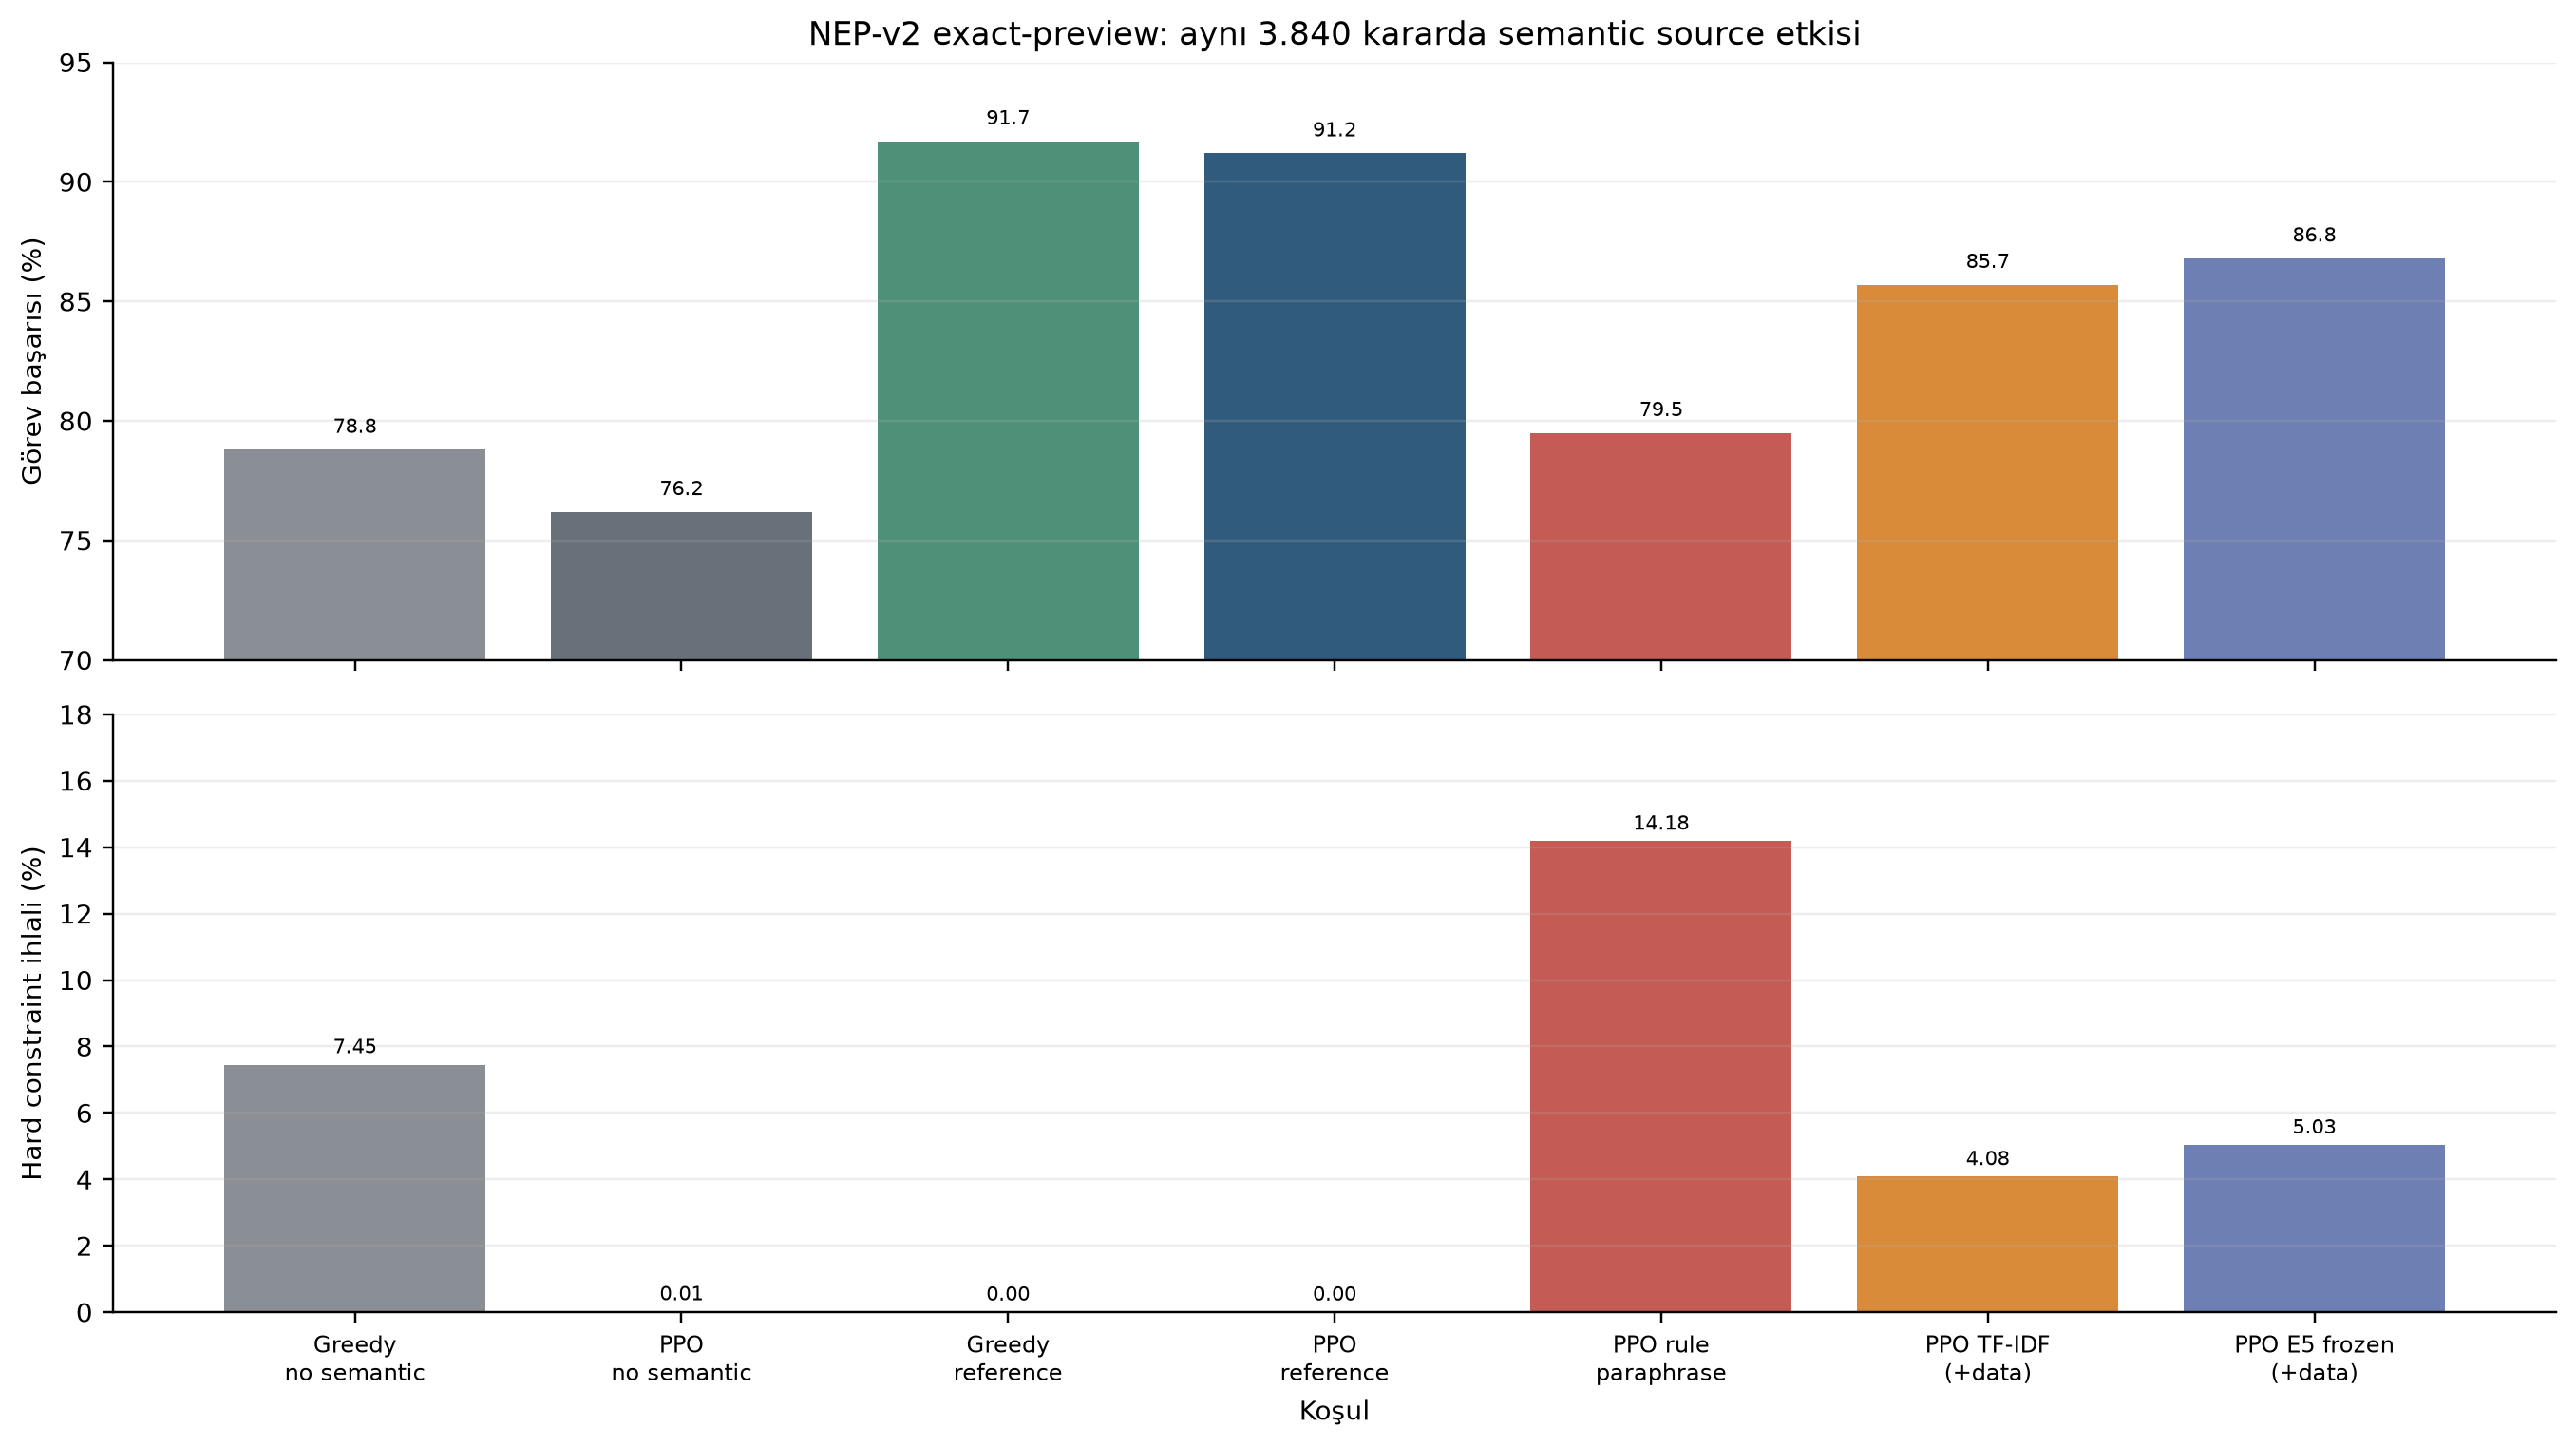 NEP-v2 exact-preview: aynı 3.840 kararda semantic source etkisi
Görev başarısı (%)
95
90
85
80
75
70
78.8
76.2
91.7
91.2
79.5
85.7
86.8
Hard constraint ihlali (%)
18
16
14
12
10
8
6
4
2
0
7.45
0.01
0.00
0.00
14.18
4.08
5.03
Greedy
no semantic
PPO
no semantic
Greedy
reference
PPO
reference
PPO rule
paraphrase
PPO TF-IDF
(+data)
PPO E5 frozen
(+data)
Koşul